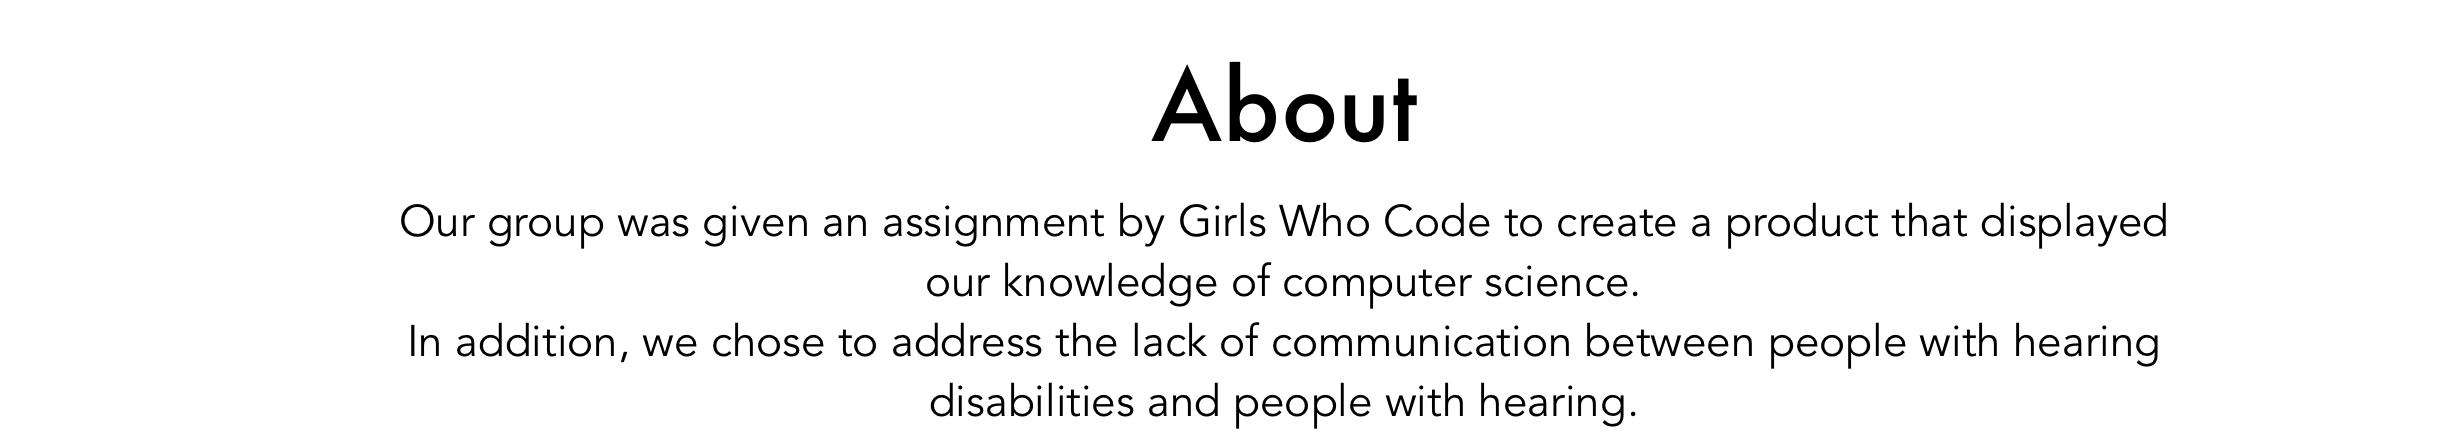 About
Our group was given an assignment by Girls Who Code to create a product that displayed
our knowledge of computer science.
In addition, we chose to address the lack of communication between people with hearing
disabilities and people with hearing.